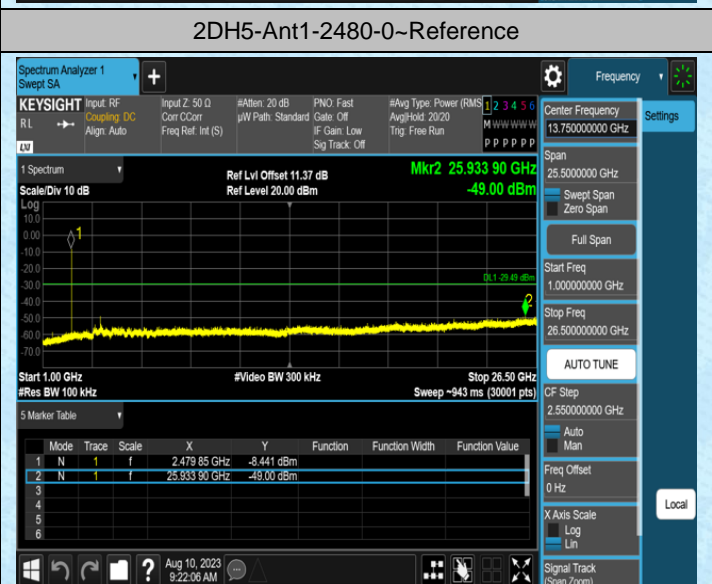 2DH5-Ant1-2480-0~Reference
Spectrum Analyzer 1
Swept SA
+
Frequency
KEYSIGHT
RL
LXI
Input: RF
Coupling: DC
Align: Auto
Input Z: 50 Ω
Corr CCorr
Freq Ref: Int (S)
#Atten: 20 dB
µW Path: Standard
PNO: Fast
Gate: Off
IF Gain: Low
Sig Track: Off
#Avg Type: Power (RMS
Avg|Hold: 20/20
Trig: Free Run
1 2 3 4 5 6
M W W W W W
P P P P P P
1 Spectrum
Scale/Div 10 dB
Ref Lvl Offset 11.37 dB
Ref Level 20.00 dBm
Mkr2 25.933 90 GHz
-49.00 dBm
Log
10.0
0.00
-10.0
-20.0
-30.0
-40.0
-50.0
-60.0
-70.0
1
DL1 -29.49 dBm
2
Start 1.00 GHz
#Res BW 100 kHz
#Video BW 300 kHz
Stop 26.50 GHz
Sweep ~943 ms (30001 pts)
5 Marker Table
Mode Trace Scale X Y Function Function Width Function Value
1 N 1 f 2.479 85 GHz -8.441 dBm
2 N 1 f 25.933 90 GHz -49.00 dBm
3
4
5
6
Aug 10, 2023
9:22:06 AM
?
Center Frequency
13.750000000 GHz
Settings
Span
25.5000000 GHz
Swept Span
Zero Span
Full Span
Start Freq
1.000000000 GHz
Stop Freq
26.500000000 GHz
AUTO TUNE
CF Step
2.550000000 GHz
Auto
Man
Freq Offset
0 Hz
X Axis Scale
Log
Lin
Local
Signal Track
(Span Zoom)